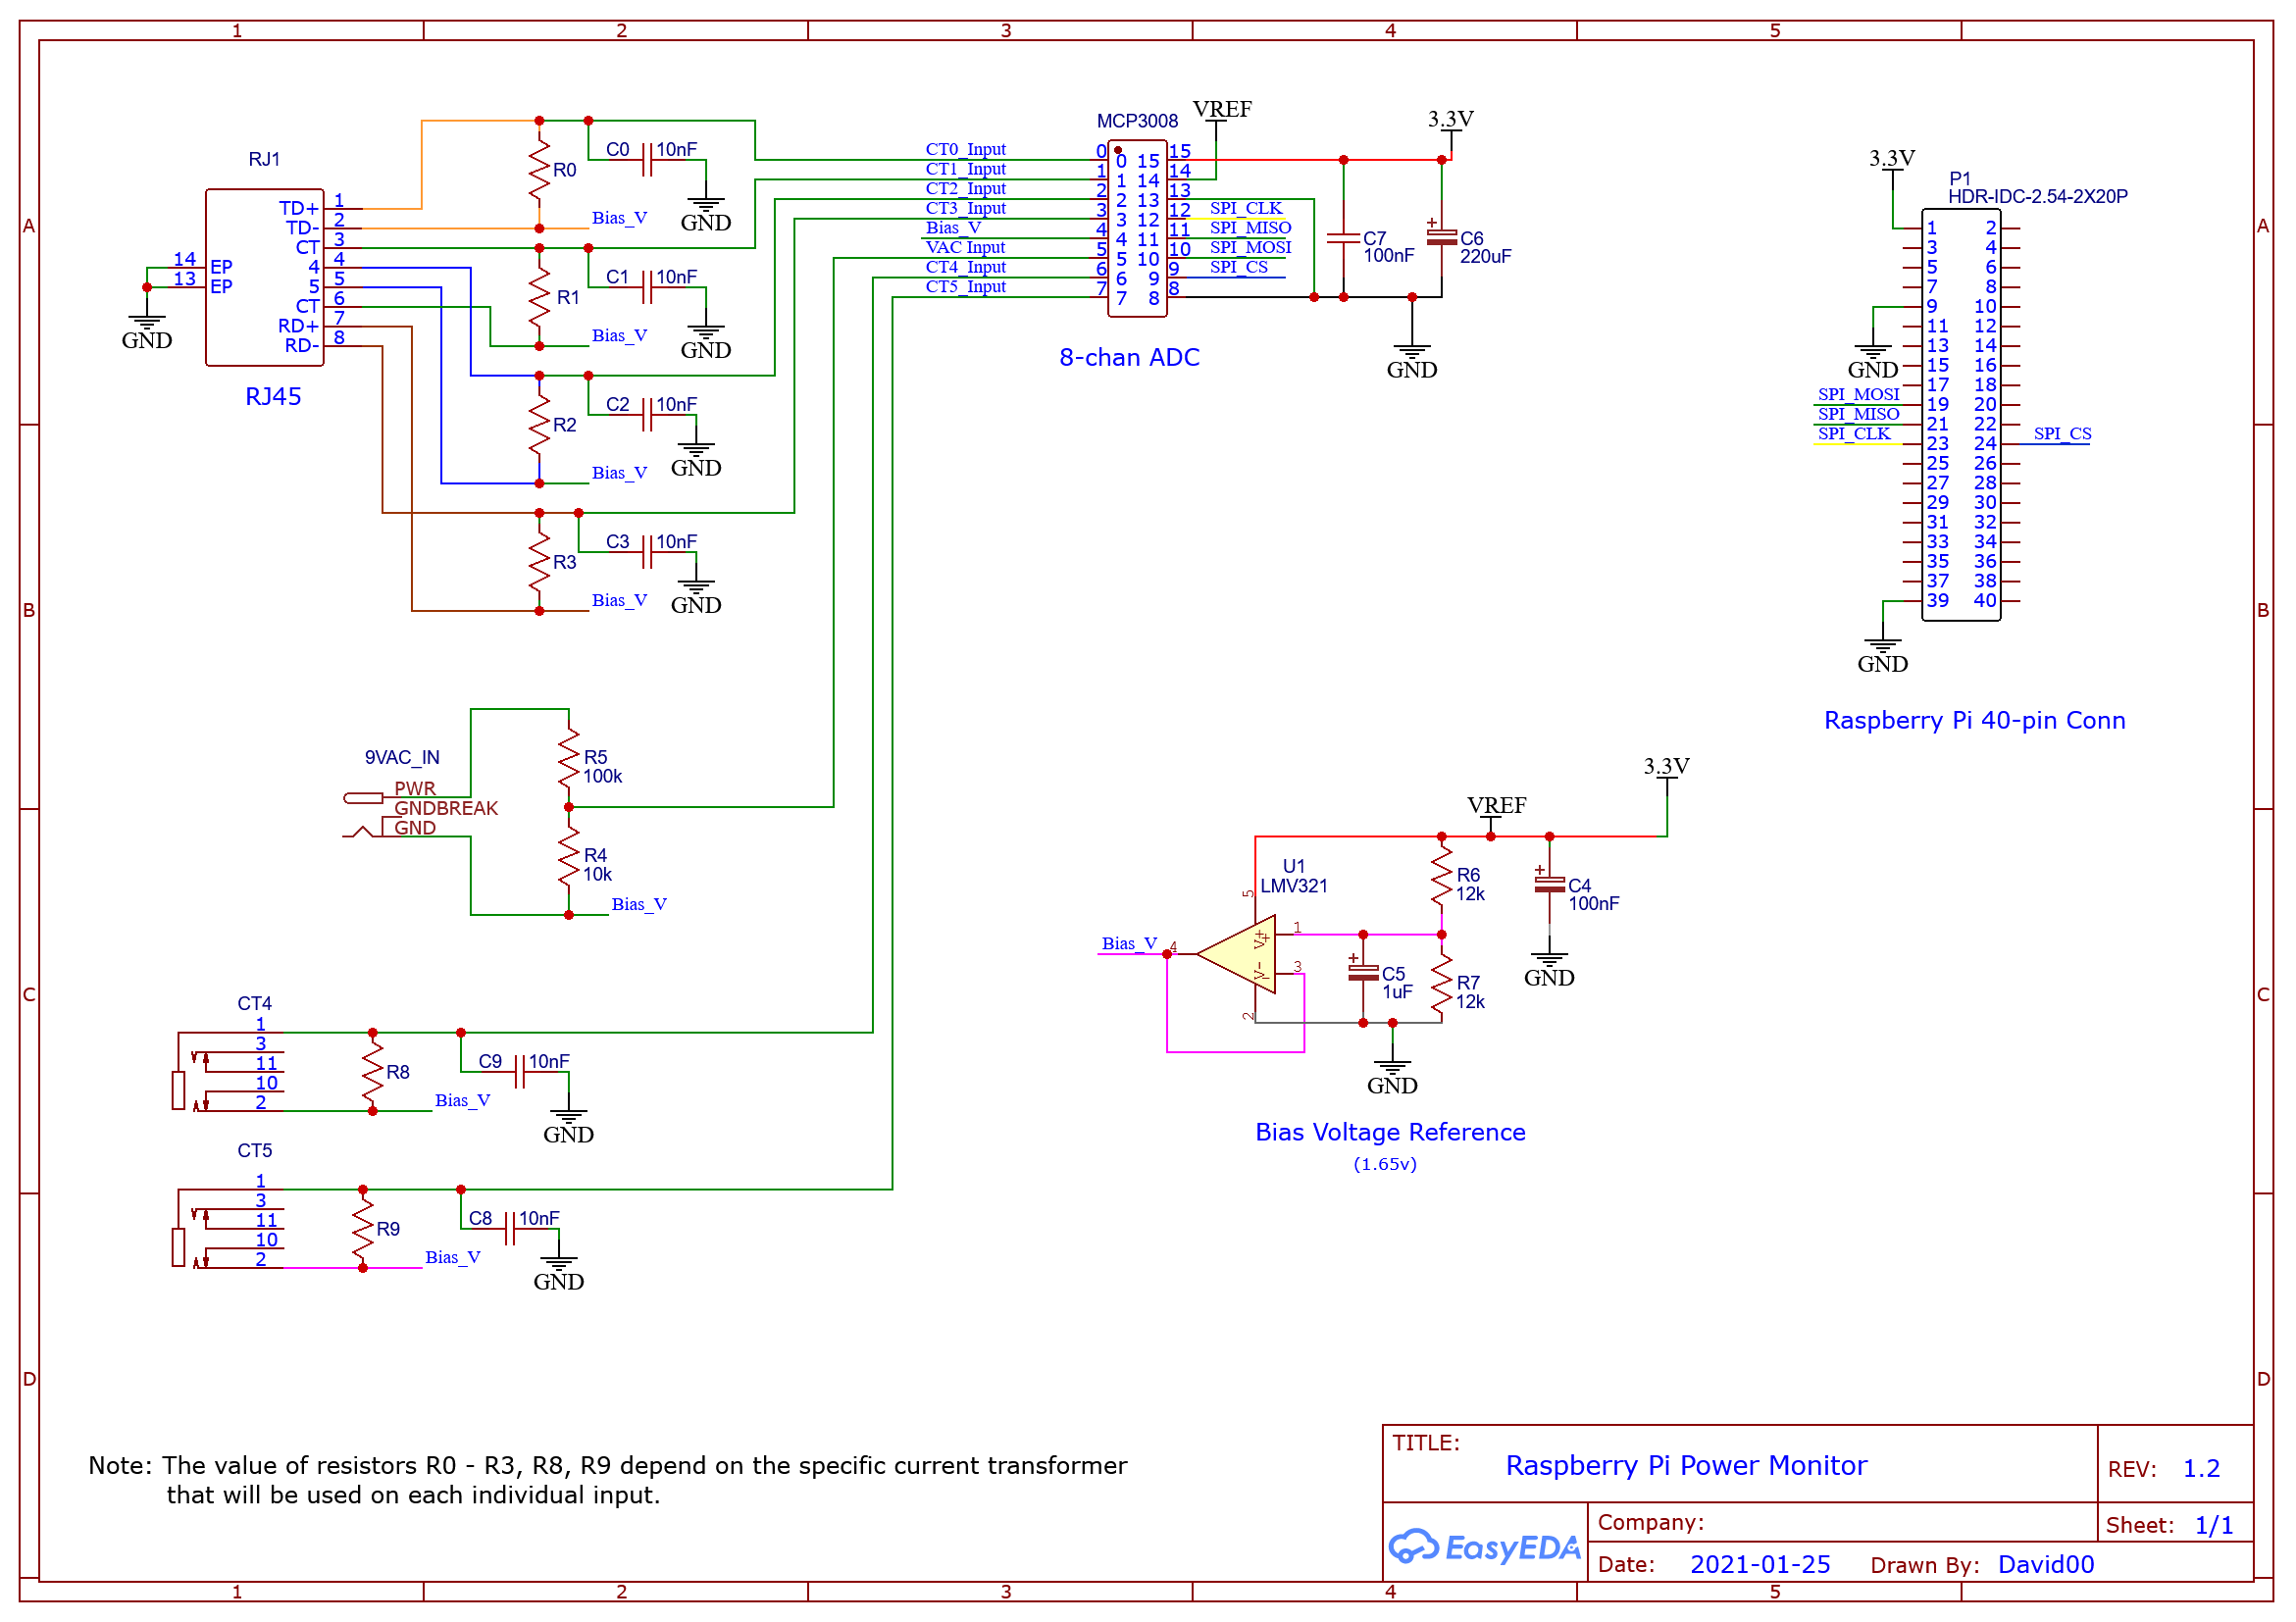 1 2 3 4 5
A
B
C
D
A
B
C
D
RJ1
TD+ 1
TD- 2
CT 3
4 4
5 5
CT 6
RD+ 7
RD- 8
14 EP
13 EP
GND
RJ45
R0
C0 10nF
GND
Bias_V
R1
C1 10nF
GND
Bias_V
R2
C2 10nF
GND
Bias_V
R3
C3 10nF
GND
Bias_V
MCP3008
VREF
3.3V
CT0_Input 0 0 15 15
CT1_Input 1 1 14 14
CT2_Input 2 2 13 13
CT3_Input 3 3 12 12 SPI_CLK
Bias_V 4 4 11 11 SPI_MISO
VAC Input 5 5 10 10 SPI_MOSI
CT4_Input 6 6 9 9 SPI_CS
CT5_Input 7 7 8 8
C7
100nF
C6
220uF
GND
8-chan ADC
3.3V
P1
HDR-IDC-2.54-2X20P
1 2
3 4
5 6
7 8
9 10
11 12
13 14
GND
15 16
17 18
SPI_MOSI 19 20
SPI_MISO 21 22
SPI_CLK 23 24 SPI_CS
25 26
27 28
29 30
31 32
33 34
35 36
37 38
39 40
GND
Raspberry Pi 40-pin Conn
9VAC_IN
PWR
GNDBREAK
GND
R5
100k
R4
10k
Bias_V
CT4
1
3
11
10
2
R8
C9 10nF
Bias_V
GND
CT5
1
3
11
10
2
R9
C8 10nF
Bias_V
GND
3.3V
VREF
U1
LMV321
5
1
V+
+
V-
-
3
2
4
Bias_V
R6
12k
C4
100nF
GND
C5
1uF
R7
12k
GND
Bias Voltage Reference
(1.65v)
Note: The value of resistors R0 - R3, R8, R9 depend on the specific current transformer
that will be used on each individual input.
TITLE:
Raspberry Pi Power Monitor
REV: 1.2
EasyEDA
Company:
Sheet: 1/1
Date: 2021-01-25 Drawn By: David00
1 2 3 4 5